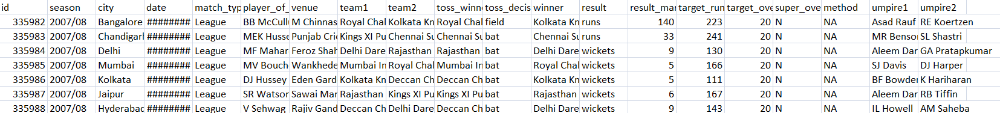 id season city date match_typ player_of_ venue team1 team2 toss_winne toss_decis winner result result_mar target_run target_ove super_ove method umpire1 umpire2
335982 2007/08 Bangalore ######## League BB McCull M Chinnas Royal Chal Kolkata Kn Royal Chal field Kolkata Kn runs 140 223 20 N NA Asad Rauf RE Koertzen
335983 2007/08 Chandigarh ######## League MEK Husse Punjab Cric Kings XI Pu Chennai Su Chennai Su bat Chennai Su runs 33 241 20 N NA MR Benson SL Shastri
335984 2007/08 Delhi ######## League MF Mahar Feroz Shah Delhi Dare Rajasthan Rajasthan bat Delhi Dare wickets 9 130 20 N NA Aleem Dar GA Pratapkumar
335985 2007/08 Mumbai ######## League MV Bouch Wankhede Mumbai In Royal Chal Mumbai In bat Royal Chal wickets 5 166 20 N NA SJ Davis DJ Harper
335986 2007/08 Kolkata ######## League DJ Hussey Eden Gard Kolkata Kn Deccan Ch Deccan Ch bat Kolkata Kn wickets 5 111 20 N NA BF Bowden K Hariharan
335987 2007/08 Jaipur ######## League SR Watson Sawai Mar Rajasthan Kings XI Pu Kings XI Pu bat Rajasthan wickets 6 167 20 N NA Aleem Dar RB Tiffin
335988 2007/08 Hyderabad ######## League V Sehwag Rajiv Gand Deccan Ch Delhi Dare Deccan Ch bat Delhi Dare wickets 9 143 20 N NA IL Howell AM Saheba